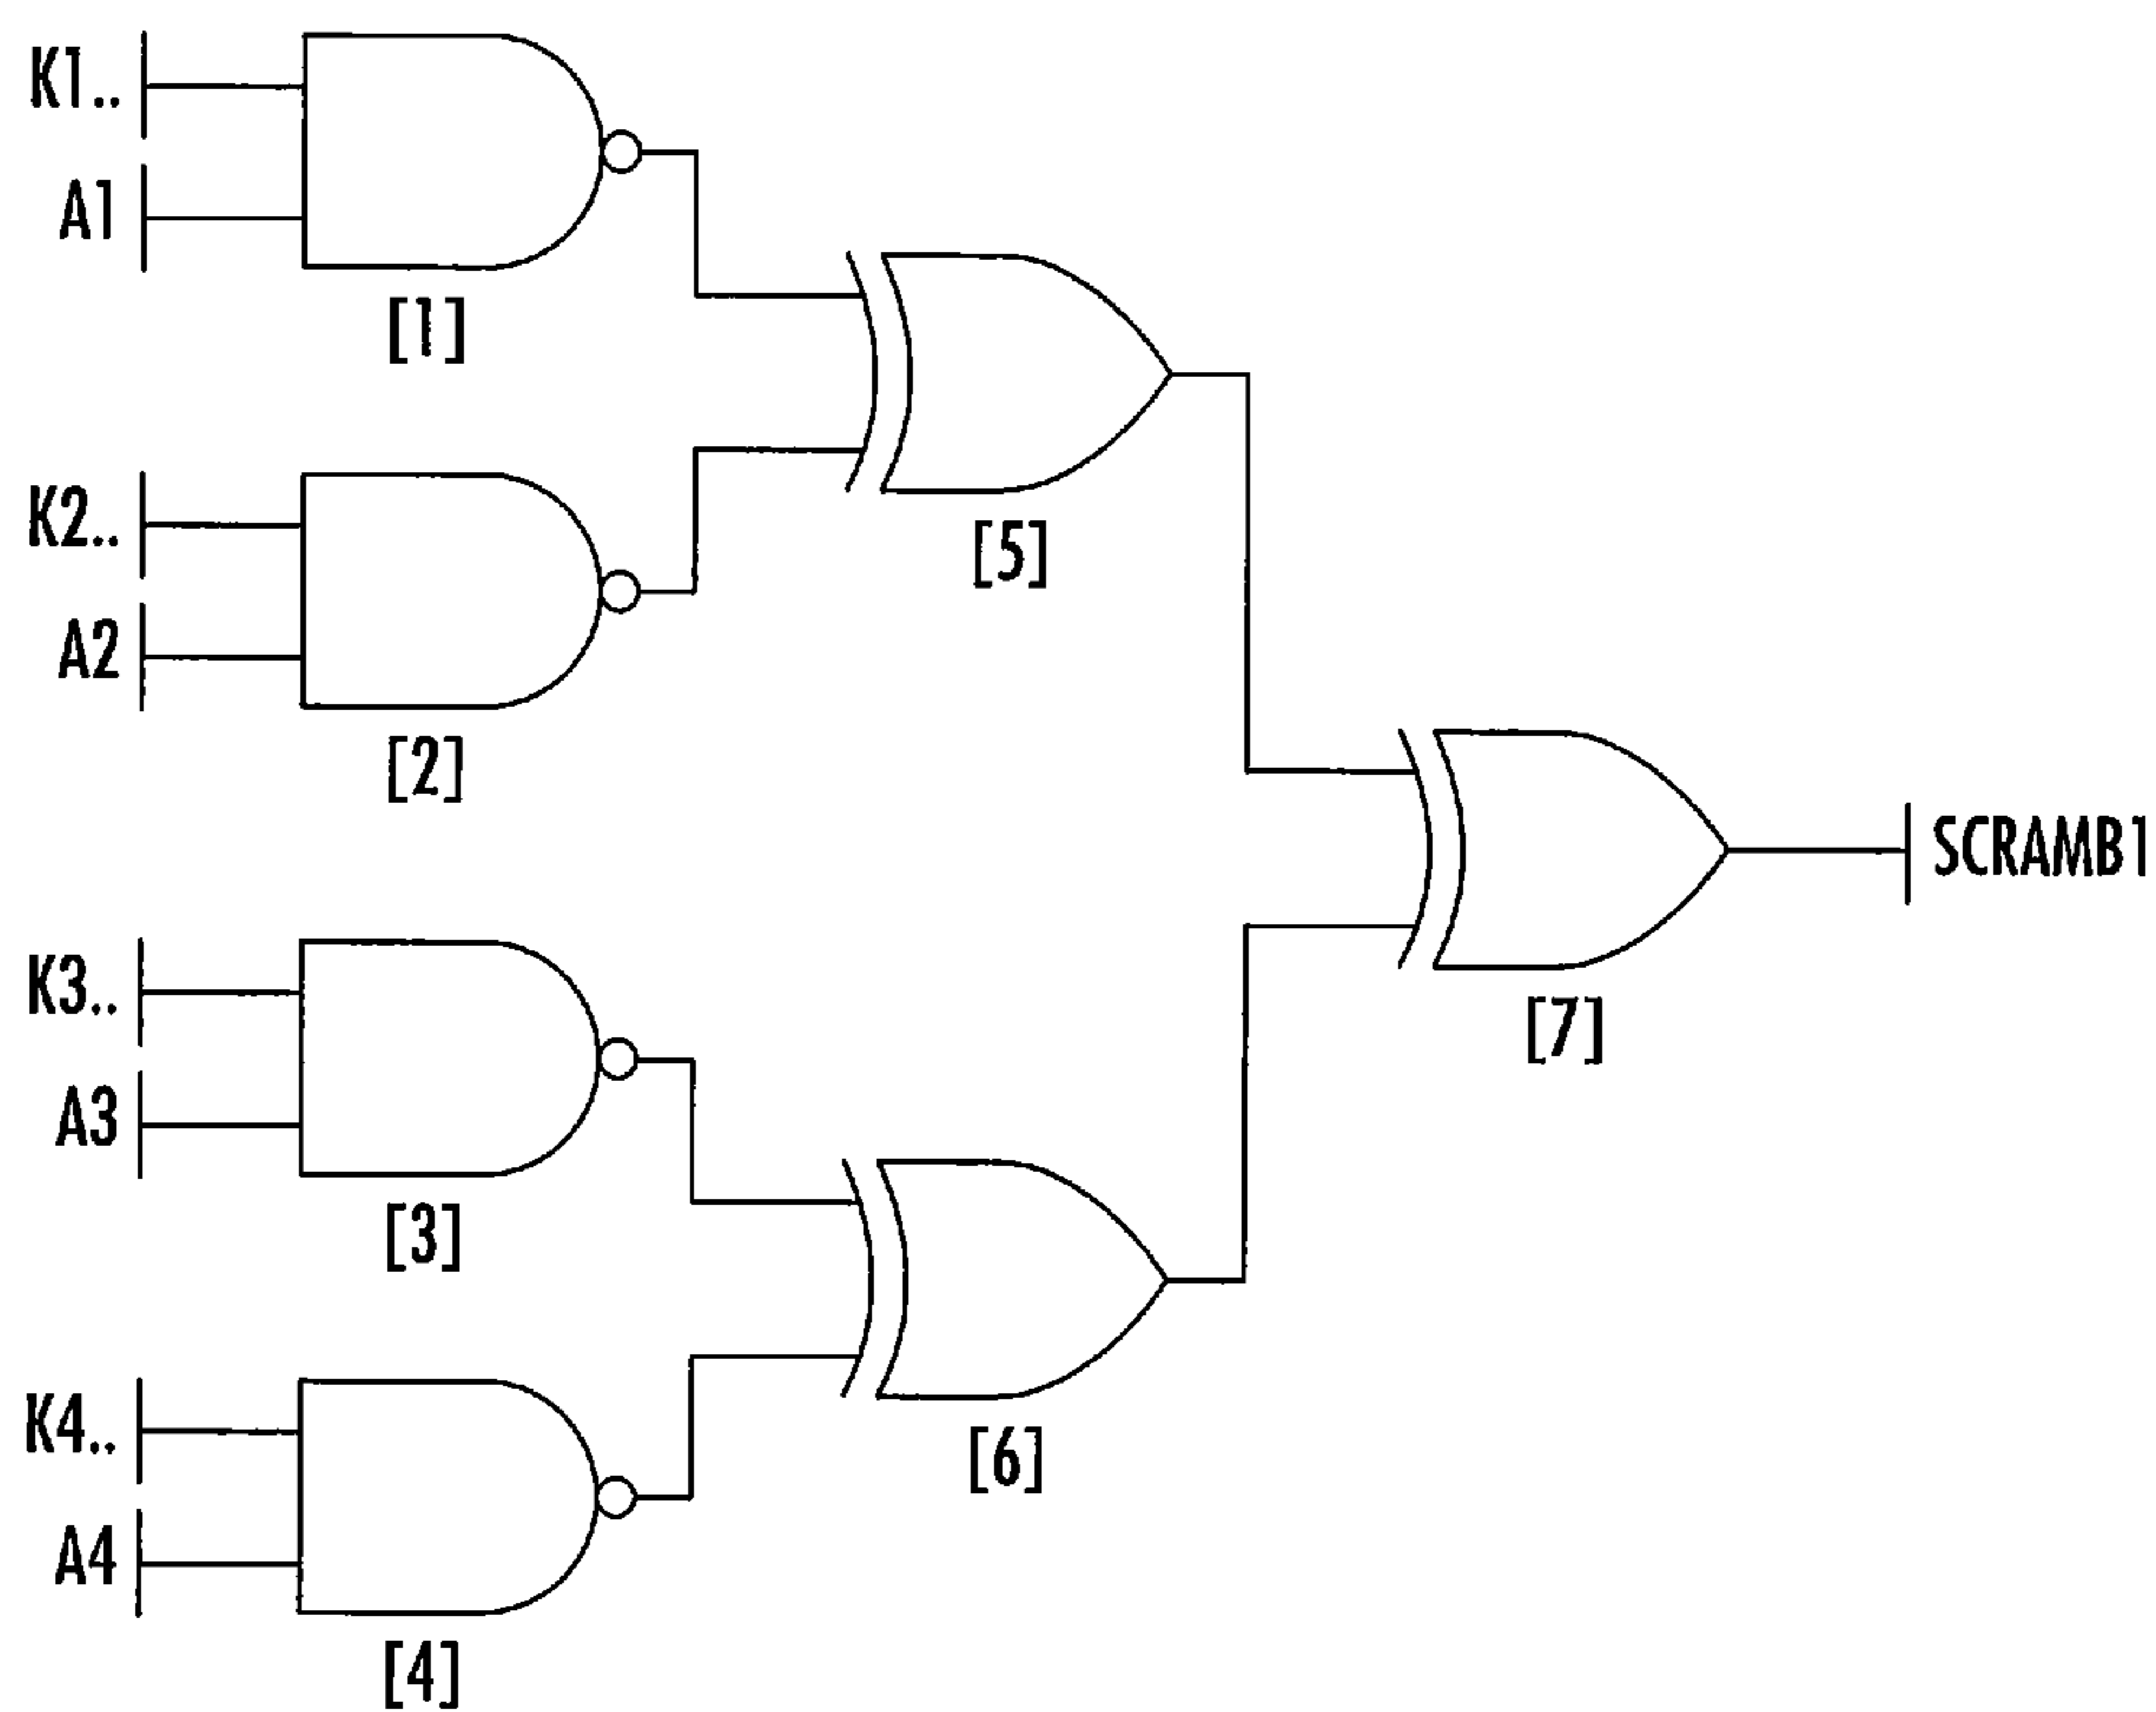 K1..
A1
[1]
[5]
K2..
A2
[2]
SCRAMB1
[7]
K3..
A3
[3]
[6]
K4..
A4
[4]